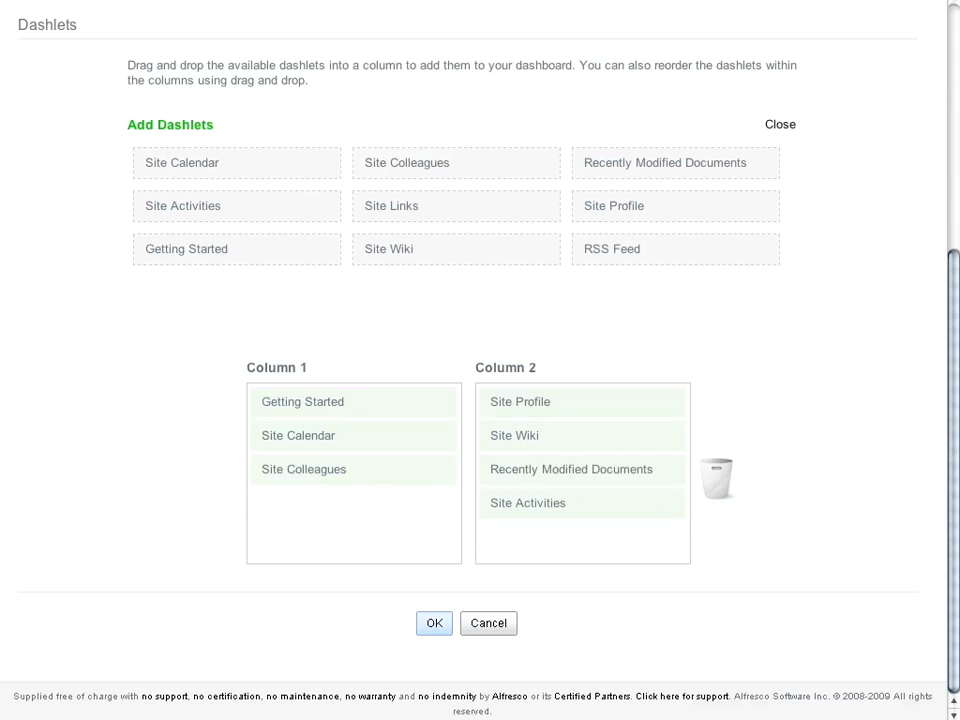 Dashlets
Drag and drop the available dashlets into a column to add them to your dashboard. You can also reorder the dashlets within
the columns using drag and drop.
Add Dashlets
Close
Site Calendar
Site Colleagues
Recently Modified Documents
Site Activities
Site Links
Site Profile
Getting Started
Site Wiki
RSS Feed
Column 1
Column 2
Getting Started
Site Profile
Site Calendar
Site Wiki
Site Colleagues
Recently Modified Documents
Site Activities
OK
Cancel
Supplied free of charge with no support, no certification, no maintenance, no warranty and no indemnity by Alfresco or its Certified Partners. Click here for support. Alfresco Software Inc. © 2008-2009 All rights
reserved.